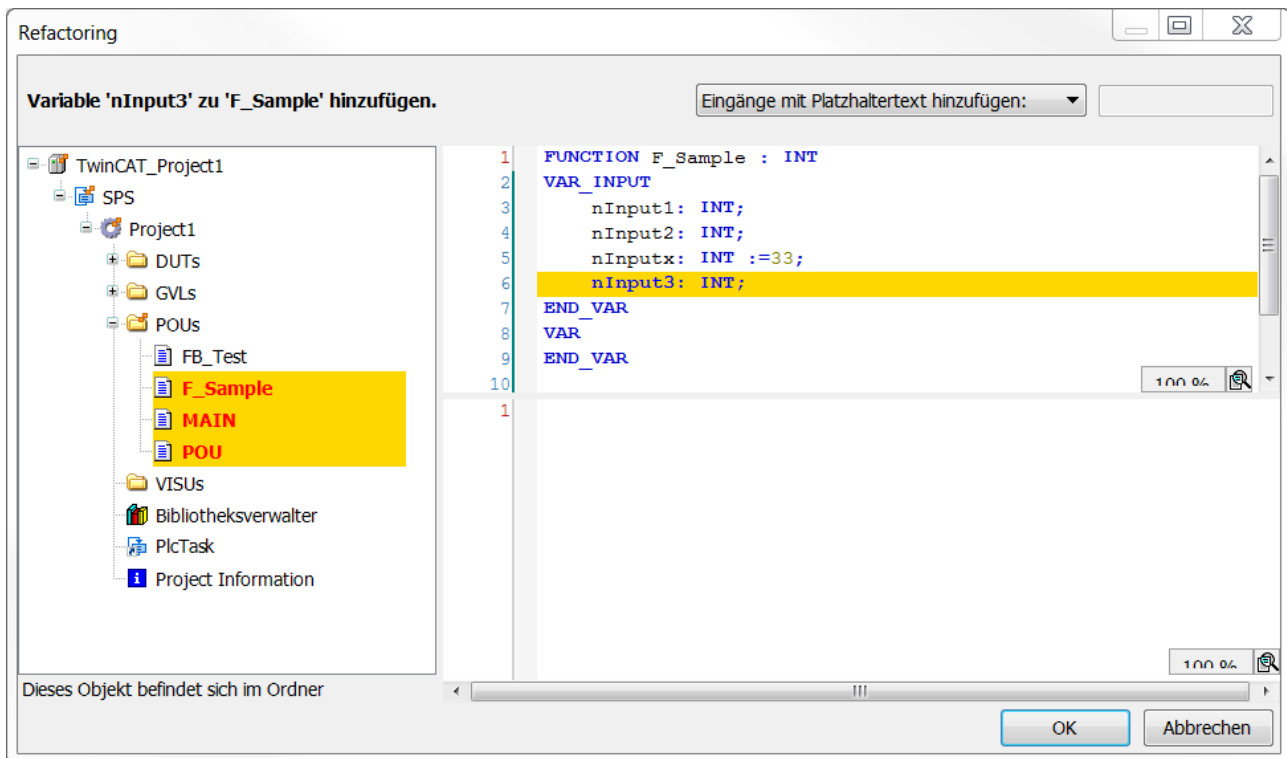 Refactoring
Variable 'nInput3' zu 'F_Sample' hinzufügen.
Eingänge mit Platzhaltertext hinzufügen:
TwinCAT_Project1
SPS
Project1
DUTs
GVLs
POUs
FB_Test
F_Sample
MAIN
POU
VISUs
Bibliotheksverwalter
PlcTask
Project Information
Dieses Objekt befindet sich im Ordner
1 FUNCTION F_Sample : INT
2 VAR_INPUT
3 nInput1: INT;
4 nInput2: INT;
5 nInputx: INT :=33;
6 nInput3: INT;
7 END_VAR
8 VAR
9 END_VAR
10
100 %
1
100 %
OK
Abbrechen